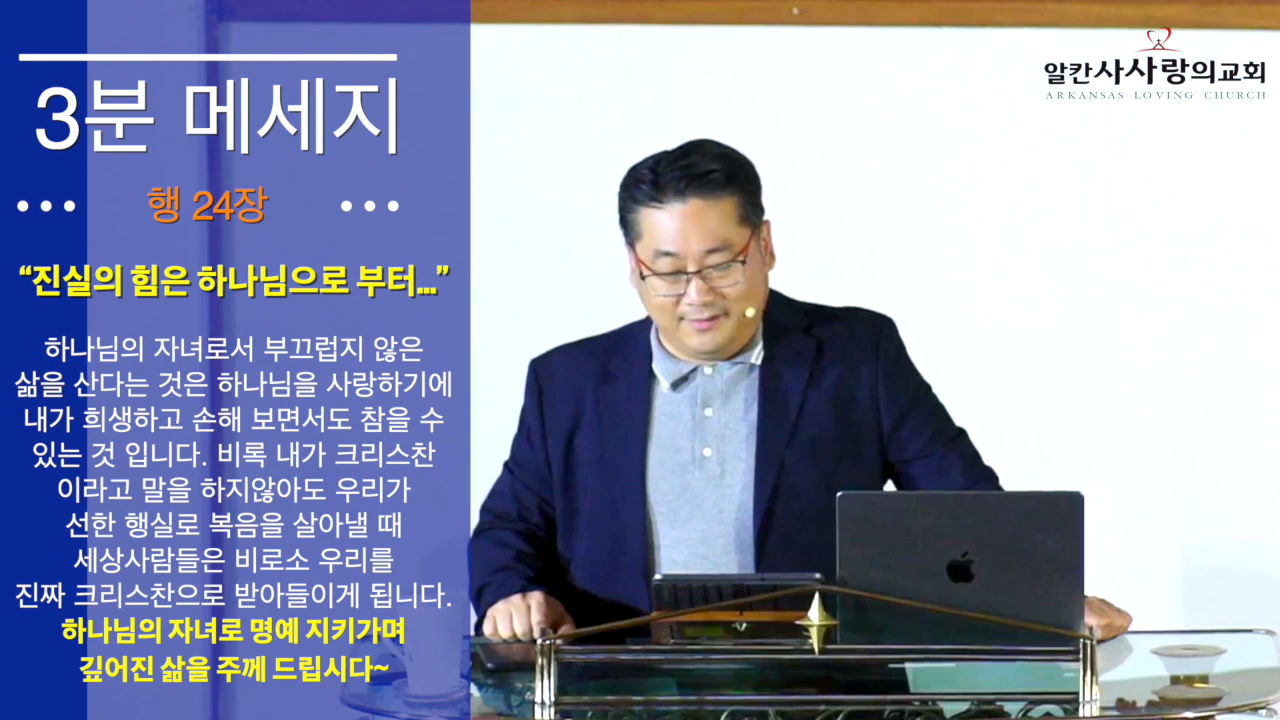 3분 메세지
행 24장
“진실의 힘은 하나님으로 부터...”
하나님의 자녀로서 부끄럽지 않은
삶을 산다는 것은 하나님을 사랑하기에
내가 희생하고 손해 보면서도 참을 수
있는 것 입니다. 비록 내가 크리스찬
이라고 말을 하지않아도 우리가
선한 행실로 복음을 살아낼 때
세상사람들은 비로소 우리를
진짜 크리스찬으로 받아들이게 됩니다.
하나님의 자녀로 명예 지키가며
깊어진 삶을 주께 드립시다~
알칸사사랑의교회
ARKANSAS LOVING CHURCH